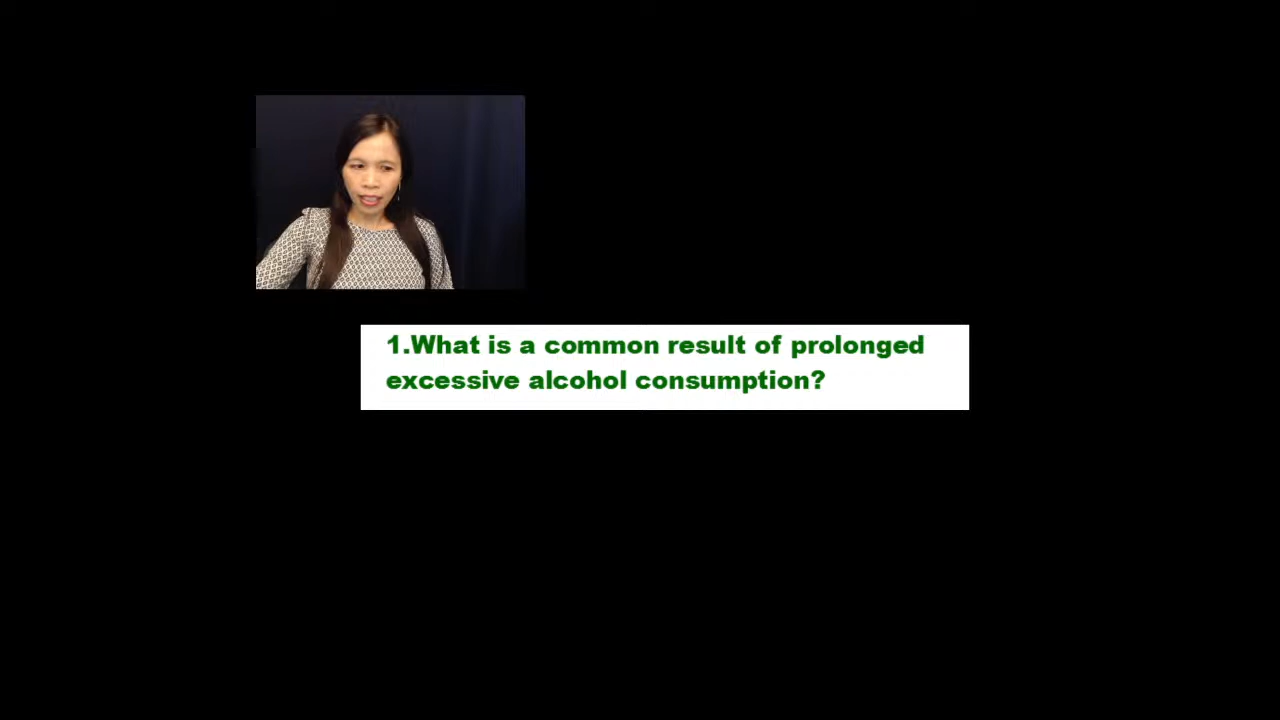 1.What is a common result of prolonged
excessive alcohol consumption?